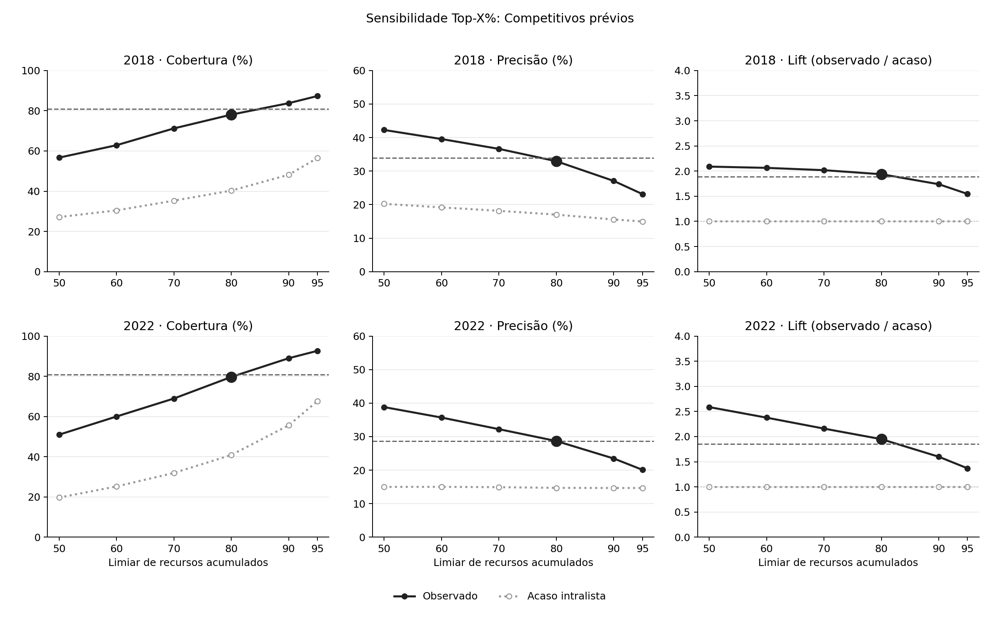 Sensibilidade Top-X%: Competitivos prévios
2018 · Cobertura (%)
100
80
60
40
20
0
50 60 70 80 90 95
2018 · Precisão (%)
60
50
40
30
20
10
0
50 60 70 80 90 95
2018 · Lift (observado / acaso)
4.0
3.5
3.0
2.5
2.0
1.5
1.0
0.5
0.0
50 60 70 80 90 95
2022 · Cobertura (%)
100
80
60
40
20
0
50 60 70 80 90 95
Limiar de recursos acumulados
2022 · Precisão (%)
60
50
40
30
20
10
0
50 60 70 80 90 95
Limiar de recursos acumulados
2022 · Lift (observado / acaso)
4.0
3.5
3.0
2.5
2.0
1.5
1.0
0.5
0.0
50 60 70 80 90 95
Limiar de recursos acumulados
Observado Acaso intralista